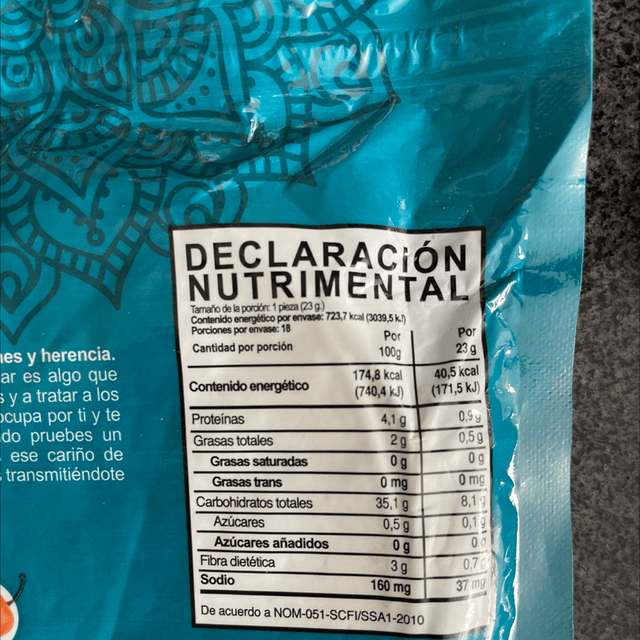 nes y herencia.
ar es algo que
s y a tratar a los
ocupa por ti y te
do pruebes un
ese cariño de
transmitiéndote
DECLARACIÓN
NUTRIMENTAL
Tamaño de la porción: 1 pieza (23 g.)
Contenido energético por envase: 723,7 kcal (3039,5 kJ)
Porciones por envase: 18
Cantidad por porción Por 100g Por 23 g
Contenido energético 174,8 kcal (740,4 kJ) 40,5 kcal (171,5 kJ)
Proteínas 4,1 g 0,9 g
Grasas totales 2 g 0,5 g
Grasas saturadas 0 g 0 g
Grasas trans 0 mg 0 mg
Carbohidratos totales 35,1 g 8,1 g
Azúcares 0,5 g 0,1 g
Azúcares añadidos 0 g 0 g
Fibra dietética 3 g 0,7 g
Sodio 160 mg 37 mg
De acuerdo a NOM-051-SCFI/SSA1-2010